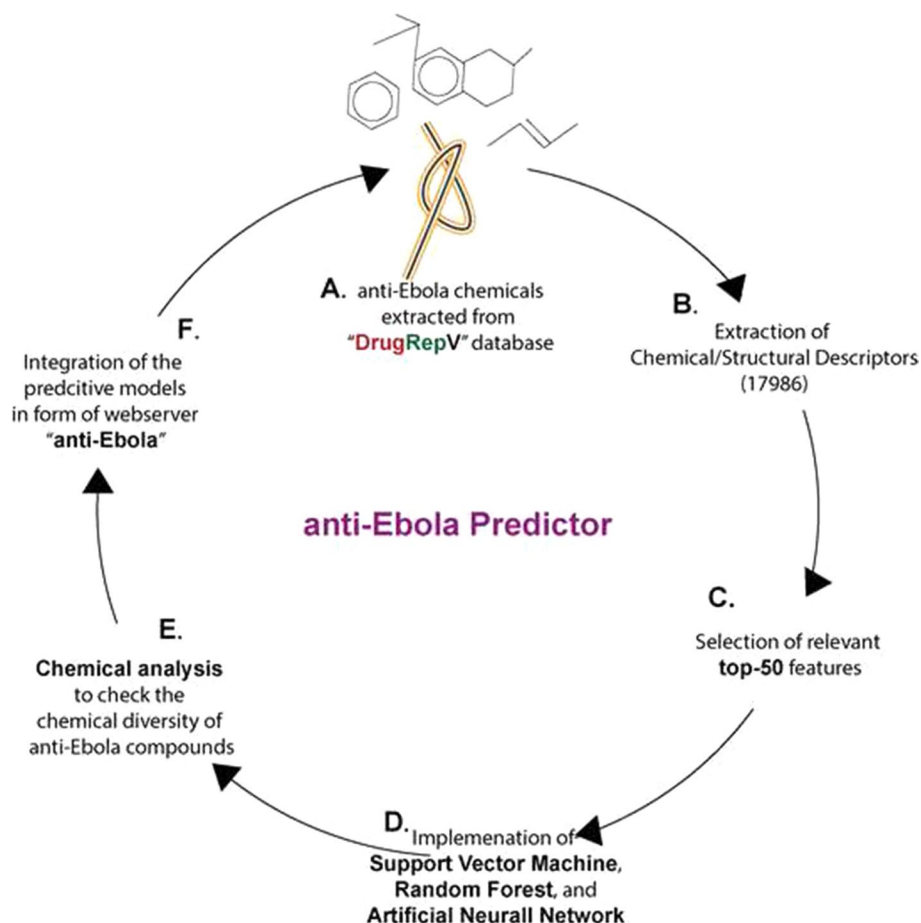 A. anti-Ebola chemicals
extracted from
"DrugRepV" database
B.
Extraction of
Chemical/Structural Descriptors
(17986)
C.
Selection of relevant
top-50 features
D. Implemenation of
Support Vector Machine,
Random Forest, and
Artificial Neurall Network
E.
Chemical analysis
to check the
chemical diversity of
anti-Ebola compounds
F.
Integration of the
predcitive models
in form of webserver
"anti-Ebola"
anti-Ebola Predictor